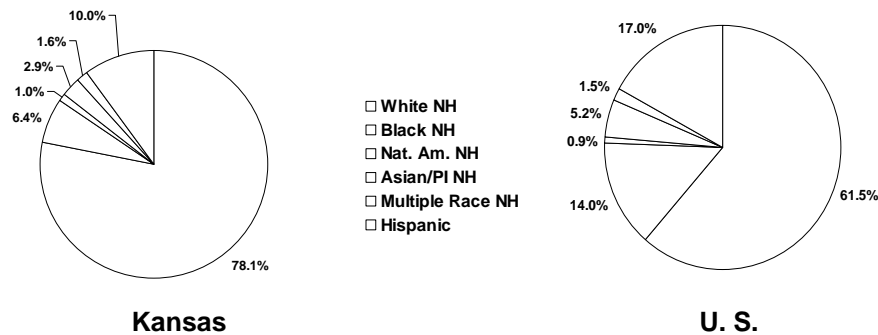 10.0%
1.6%
2.9%
1.0%
6.4%
78.1%
Kansas
White NH
Black NH
Nat. Am. NH
Asian/PI NH
Multiple Race NH
Hispanic
17.0%
1.5%
5.2%
0.9%
14.0%
61.5%
U. S.